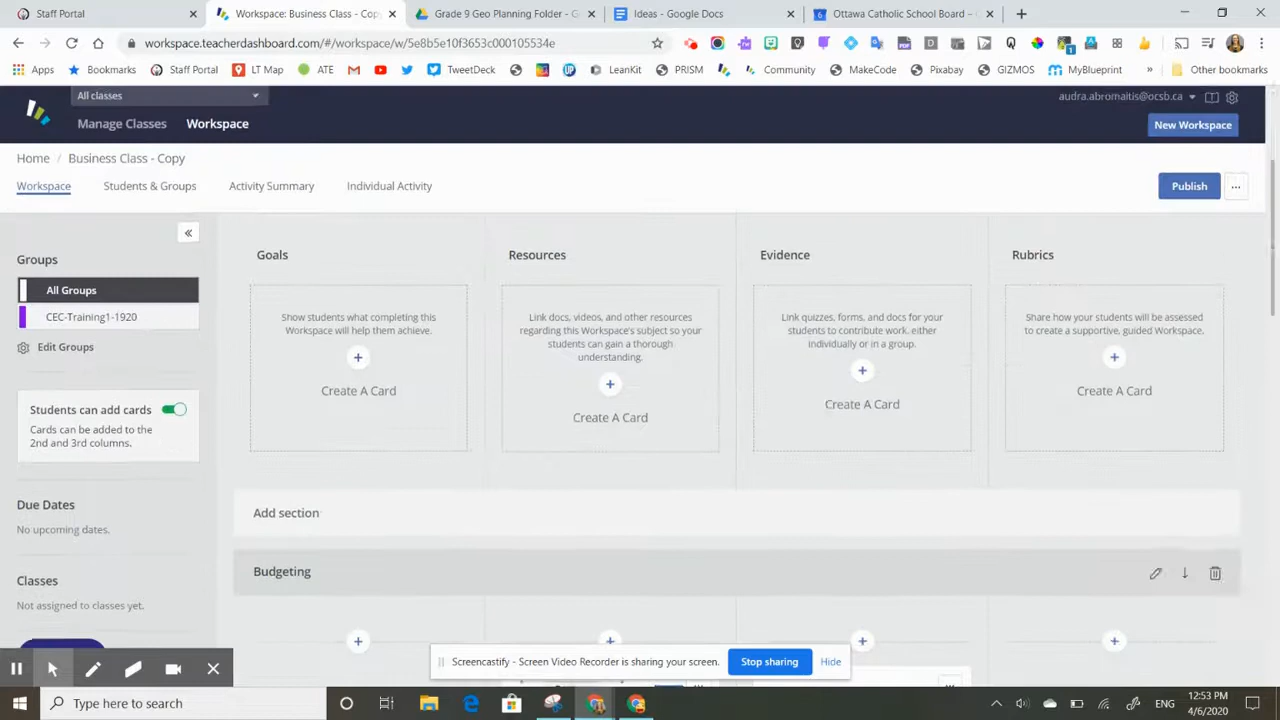 Staff Portal
Workspace: Business Class - Cop
Grade 9 Geo Planning Folder - G
Ideas - Google Docs
Ottawa Catholic School Board –
workspace.teacherdashboard.com/#/workspace/w/5e8b5e10f3653c000105534e
Apps
Bookmarks
Staff Portal
LT Map
ATE
TweetDeck
LeanKit
PRISM
Community
MakeCode
Pixabay
GIZMOS
MyBlueprint
»
Other bookmarks
All classes
audra.abromaitis@ocsb.ca
Manage Classes
Workspace
New Workspace
Home / Business Class - Copy
Workspace
Students & Groups
Activity Summary
Individual Activity
Publish
...
«
Groups
All Groups
CEC-Training1-1920
Edit Groups
Students can add cards
Cards can be added to the
2nd and 3rd columns.
Due Dates
No upcoming dates.
Classes
Not assigned to classes yet.
Goals
Show students what completing this
Workspace will help them achieve.
+
Create A Card
Resources
Link docs, videos, and other resources
regarding this Workspace's subject so your
students can gain a thorough
understanding.
+
Create A Card
Evidence
Link quizzes, forms, and docs for your
students to contribute work, either
individually or in a group.
+
Create A Card
Rubrics
Share how your students will be assessed
to create a supportive, guided Workspace.
+
Create A Card
Add section
Budgeting
Screencastify - Screen Video Recorder is sharing your screen.
Stop sharing
Hide
Type here to search
ENG
12:53 PM
4/6/2020